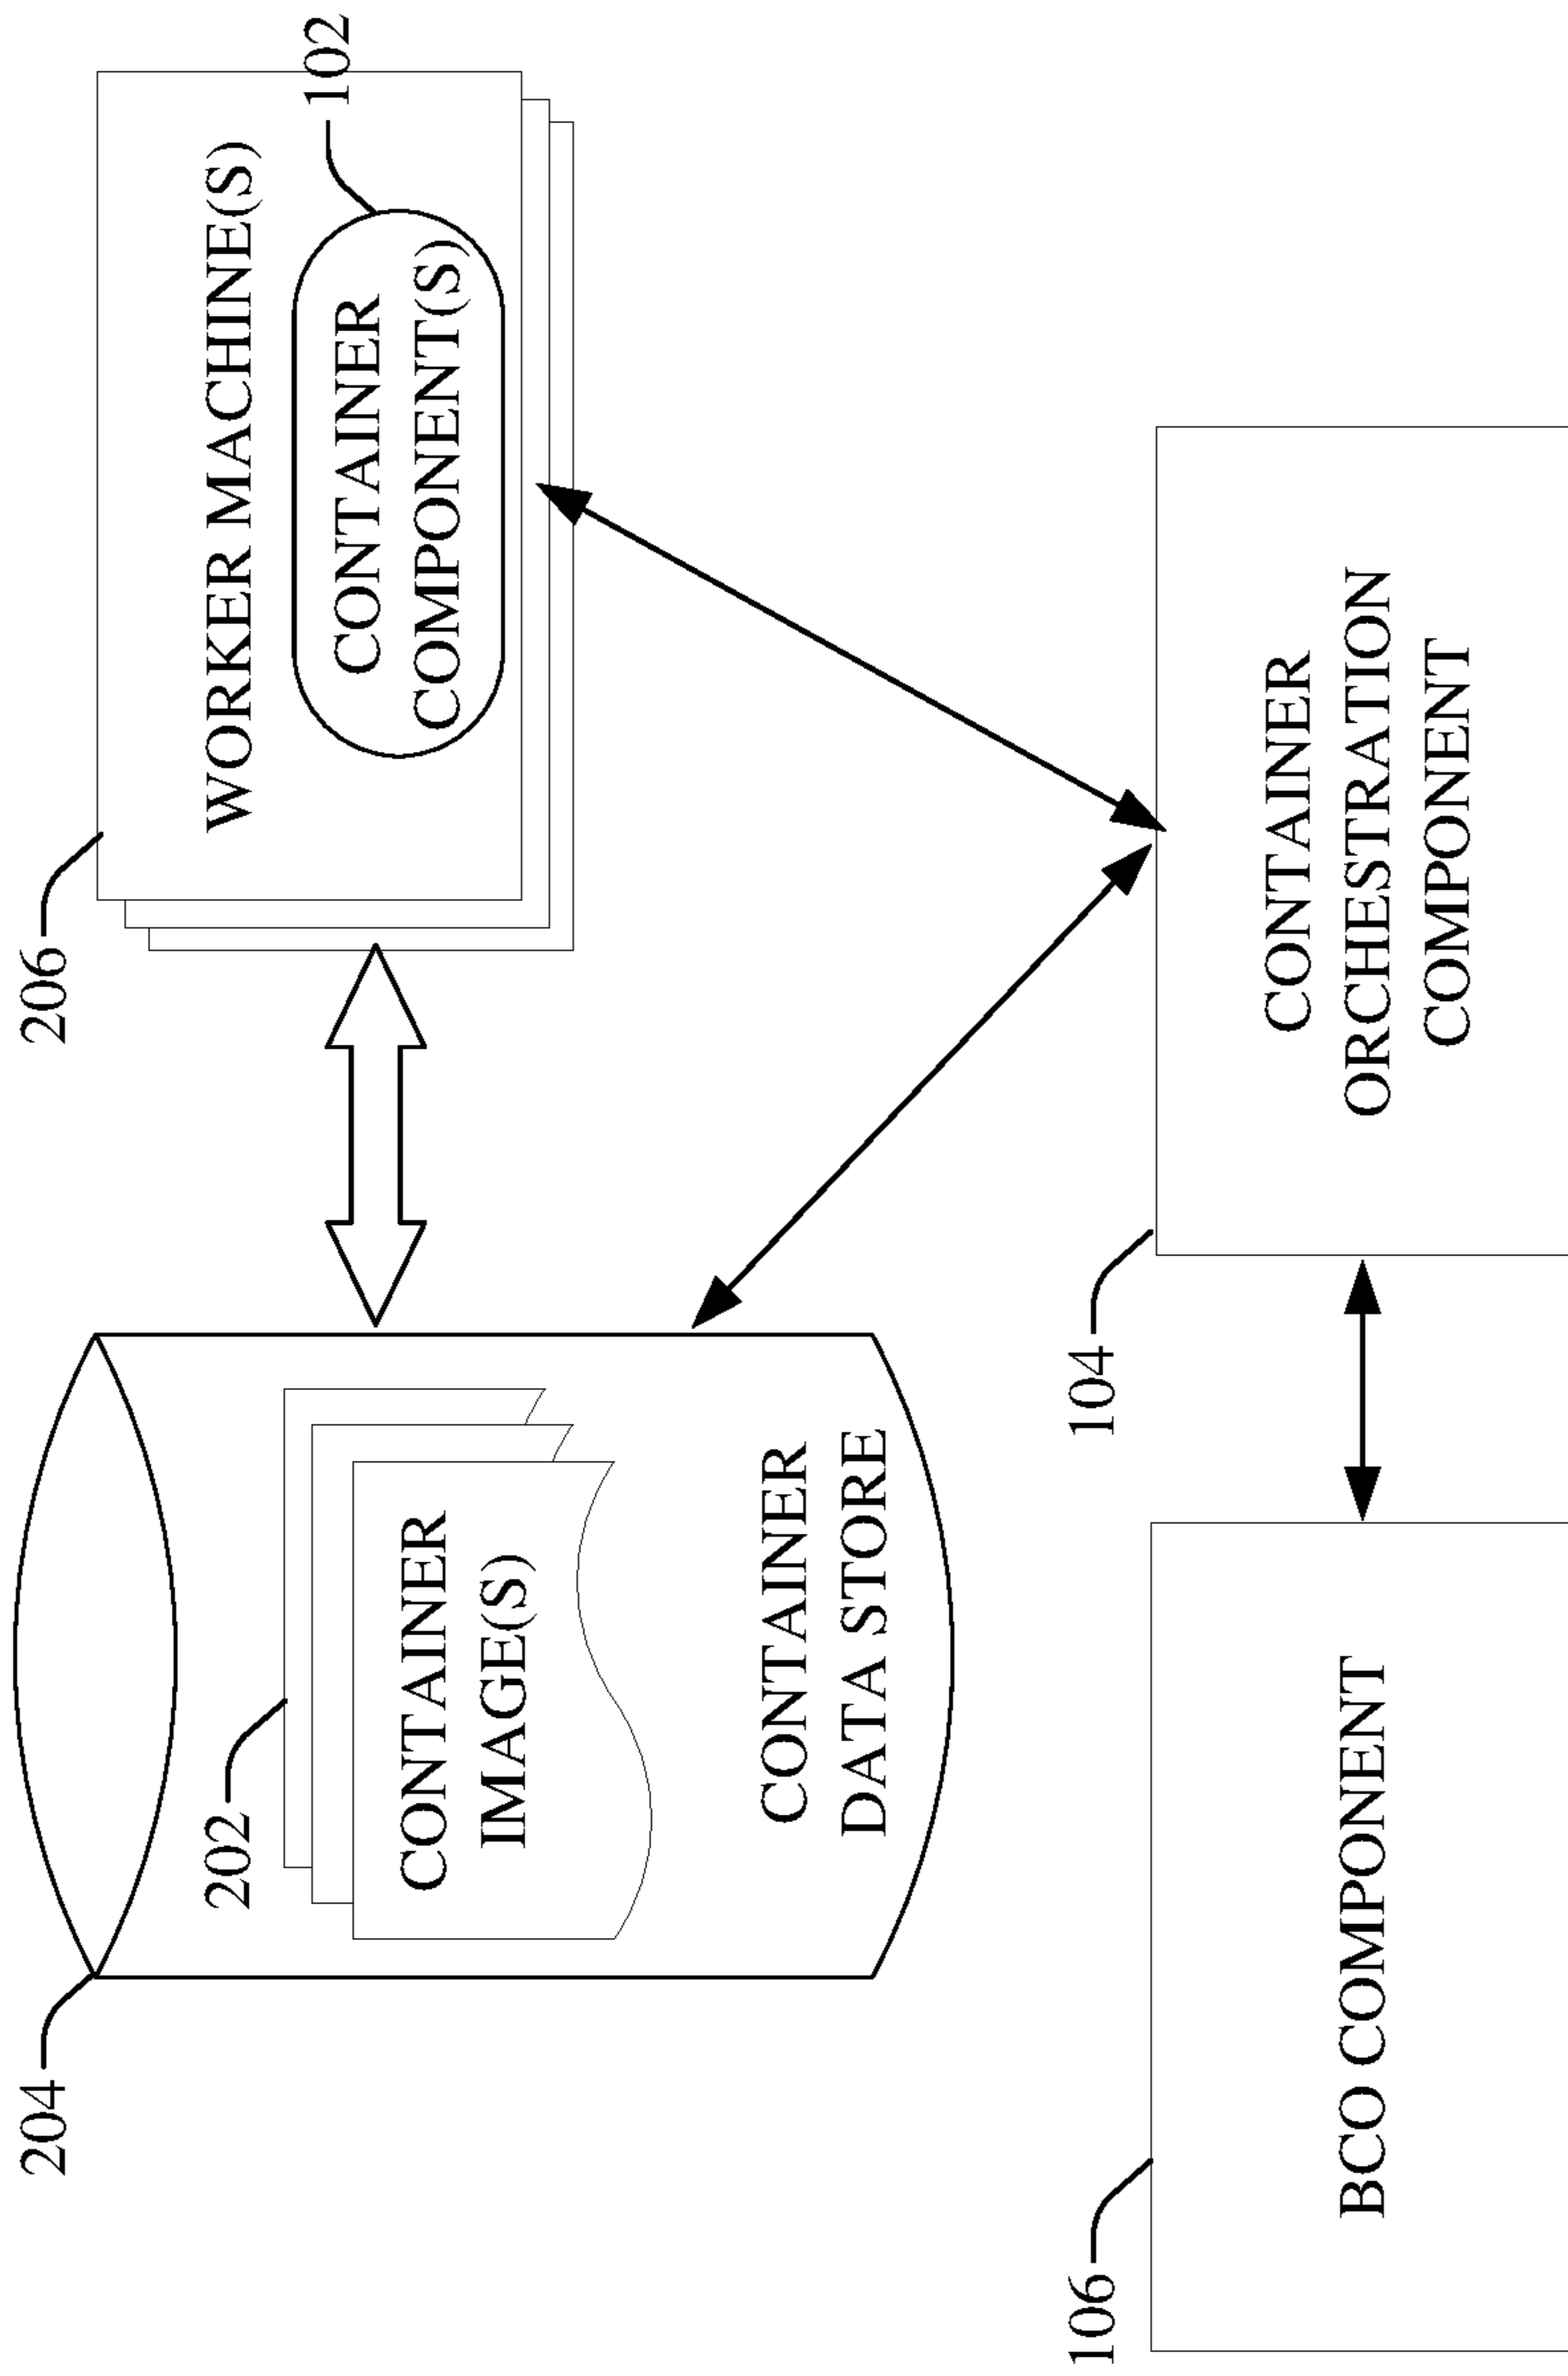 204
202
CONTAINER
IMAGE(S)
CONTAINER
DATA STORE
206
WORKER MACHINE(S)
102
CONTAINER
COMPONENT(S)
106
BCO COMPONENT
104
CONTAINER
ORCHESTRATION
COMPONENT